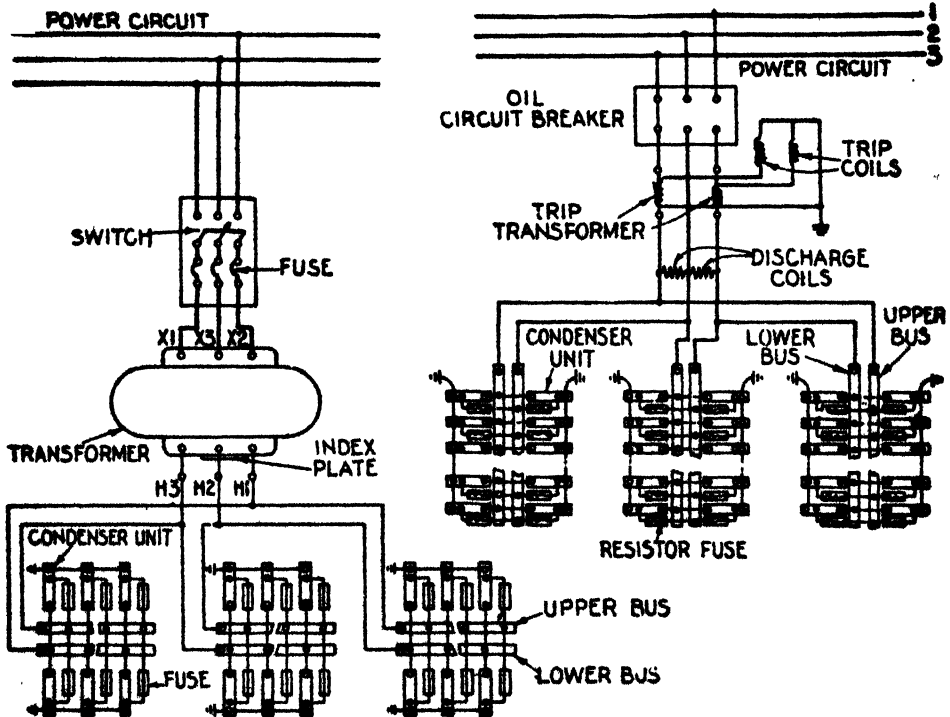 POWER CIRCUIT
SWITCH
FUSE
X1 X3 X2
TRANSFORMER
INDEX
PLATE
H3 H2 H1
CONDENSER UNIT
FUSE
UPPER BUS
LOWER BUS
1
2
3
POWER CIRCUIT
OIL
CIRCUIT BREAKER
TRIP
COILS
TRIP
TRANSFORMER
DISCHARGE
COILS
CONDENSER
UNIT
LOWER
BUS
UPPER
BUS
RESISTOR FUSE